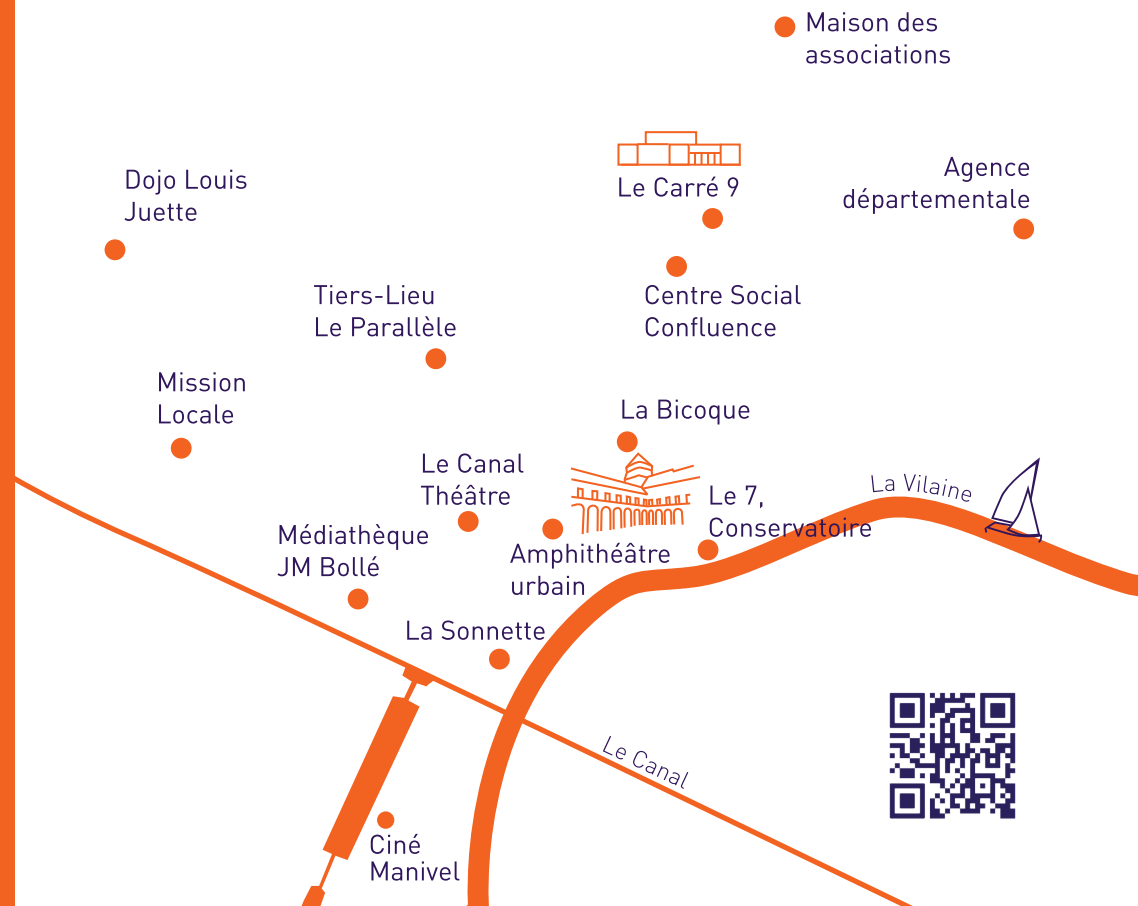 Maison des
associations
Le Carré 9
Agence
départementale
Dojo Louis
Juette
Centre Social
Confluence
Tiers-Lieu
Le Parallèle
Mission
Locale
La Bicoque
Le Canal
Théâtre
Le 7,
Conservatoire
La Vilaine
Médiathèque
JM Bollé
Amphithéâtre
urbain
La Sonnette
Le Canal
Ciné
Manivel